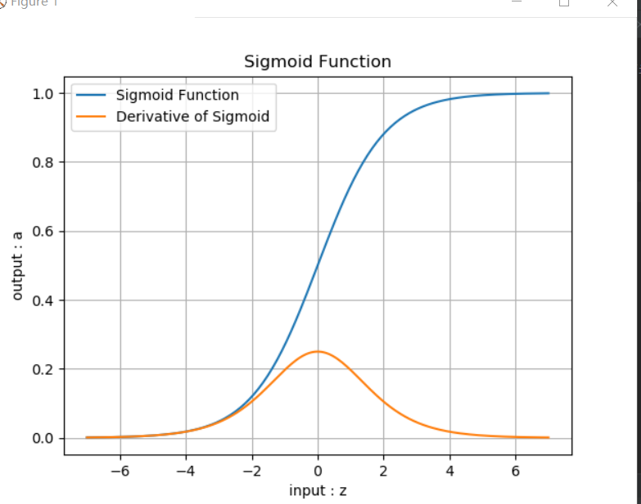 Figure 1
Sigmoid Function
Sigmoid Function
Derivative of Sigmoid
1.0
0.8
0.6
0.4
0.2
0.0
output : a
−6 −4 −2 0 2 4 6
input : z